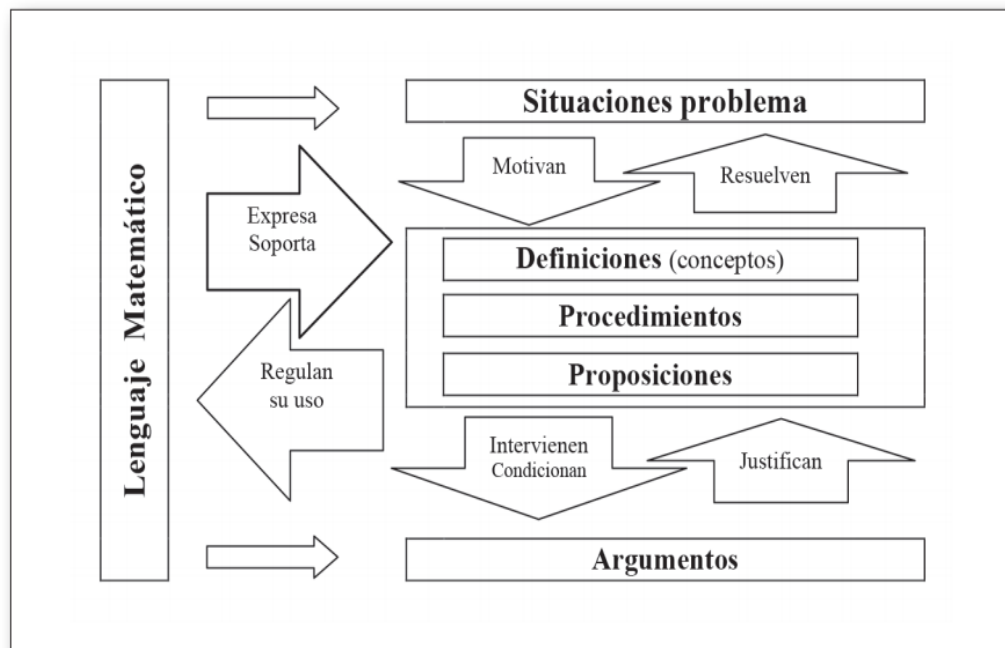 Lenguaje Matemático
Situaciones problema
Motivan
Resuelven
Expresa
Soporta
Definiciones (conceptos)
Procedimientos
Proposiciones
Regulan
su uso
Intervienen
Condicionan
Justifican
Argumentos